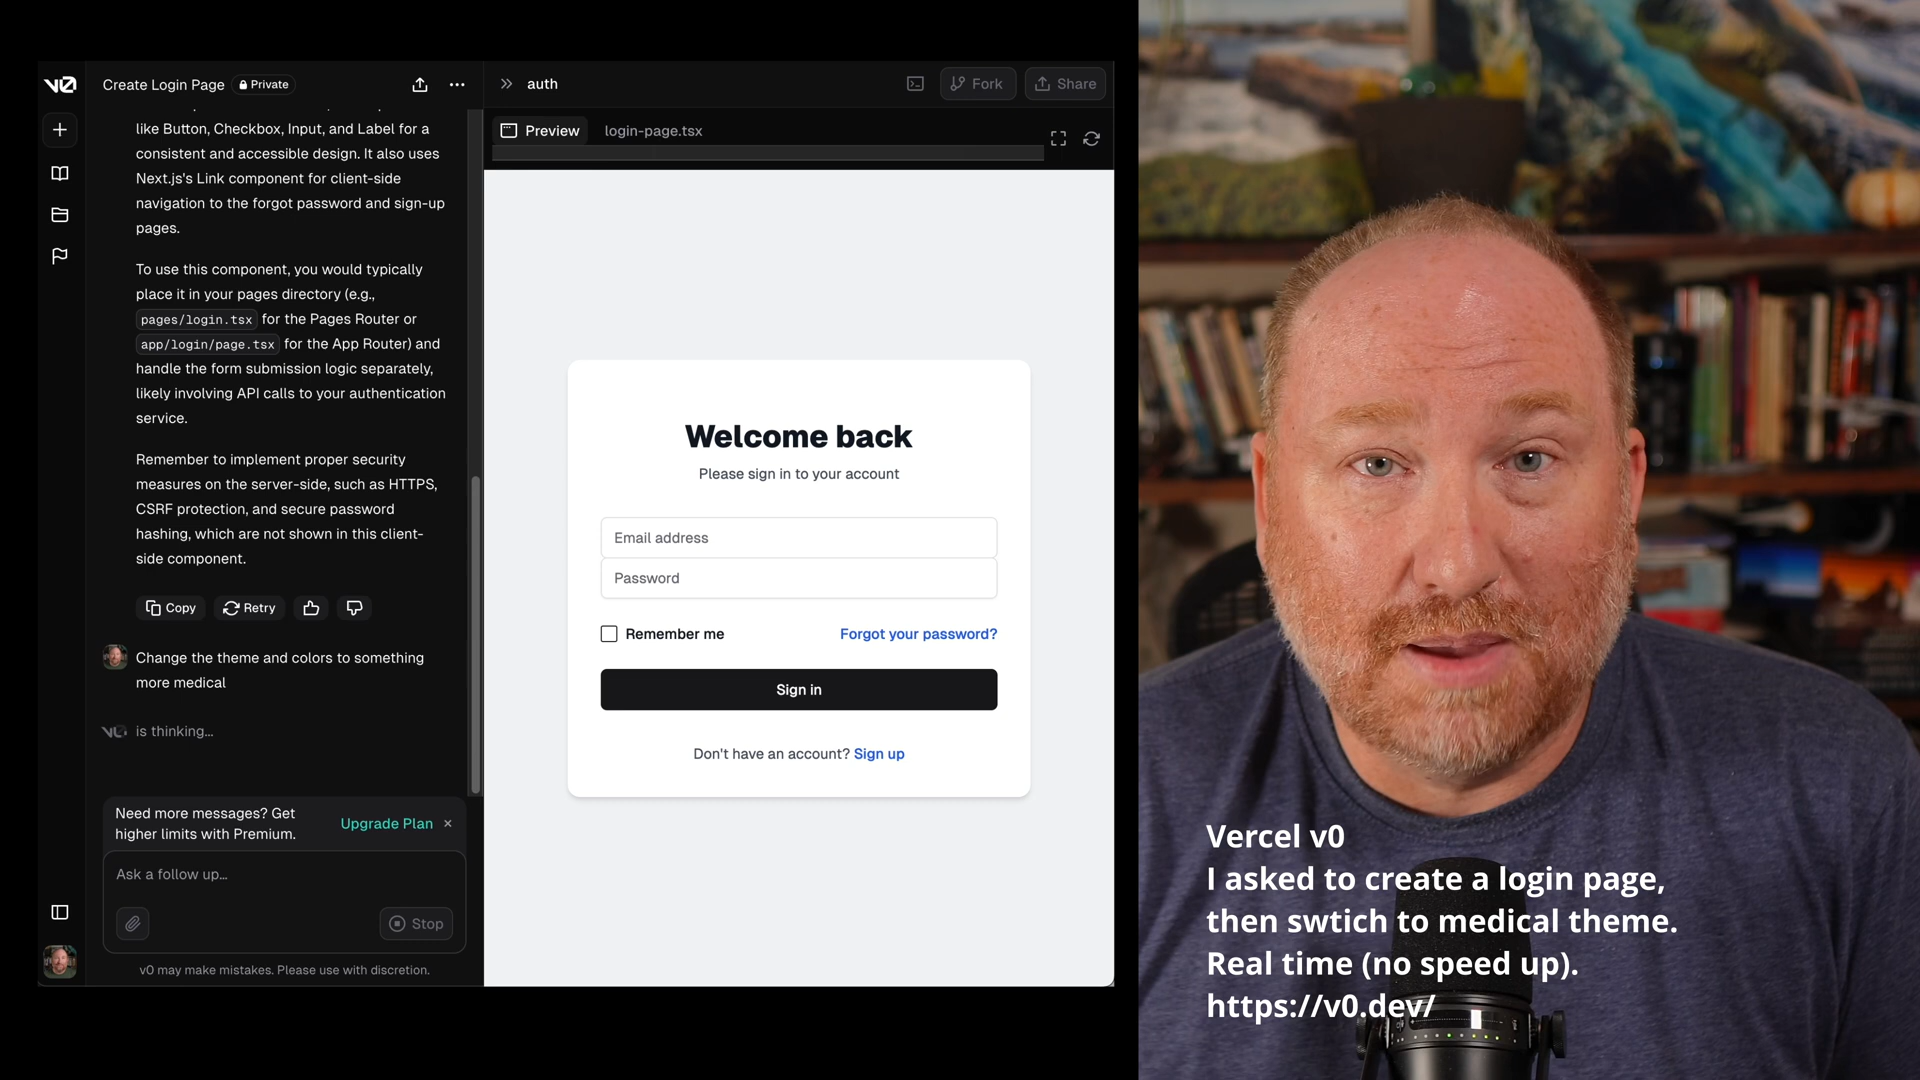 v0
Create Login Page
Private
like Button, Checkbox, Input, and Label for a
consistent and accessible design. It also uses
Next.js's Link component for client-side
navigation to the forgot password and sign-up
pages.
To use this component, you would typically
place it in your pages directory (e.g.,
pages/login.tsx for the Pages Router or
app/login/page.tsx for the App Router) and
handle the form submission logic separately,
likely involving API calls to your authentication
service.
Remember to implement proper security
measures on the server-side, such as HTTPS,
CSRF protection, and secure password
hashing, which are not shown in this client-
side component.
Copy
Retry
Change the theme and colors to something
more medical
v0 is thinking...
Need more messages? Get
higher limits with Premium.
Upgrade Plan
Ask a follow up...
Stop
v0 may make mistakes. Please use with discretion.
auth
Fork
Share
Preview
login-page.tsx
Welcome back
Please sign in to your account
Email address
Password
Remember me
Forgot your password?
Sign in
Don't have an account? Sign up
Vercel v0
I asked to create a login page,
then swtich to medical theme.
Real time (no speed up).
https://v0.dev/